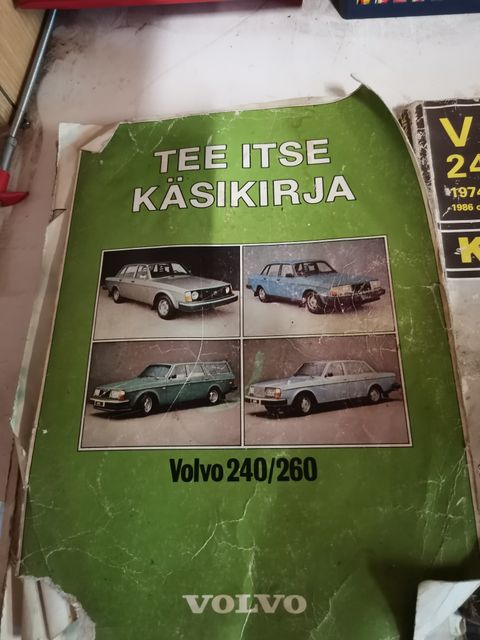 TEE ITSE
KÄSIKIRJA
Volvo 240/260
VOLVO
V
24
1974
1986
K